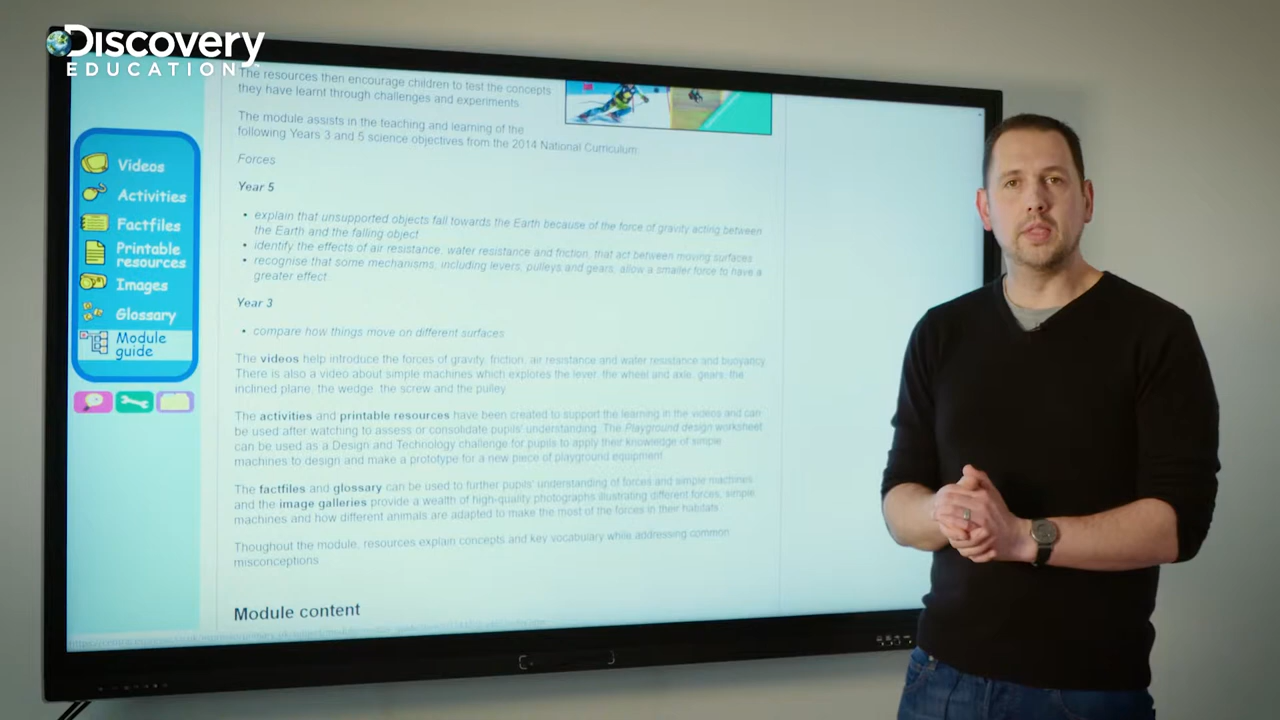 Discovery
EDUCATION
The resources then encourage children to test the concepts
they have learnt through challenges and experiments
The module assists in the teaching and learning of the
following Years 3 and 5 science objectives from the 2014 National Curriculum:
Forces
Year 5
• explain that unsupported objects fall towards the Earth because of the force of gravity acting between
the Earth and the falling object
• identify the effects of air resistance, water resistance and friction, that act between moving surfaces
• recognise that some mechanisms, including levers, pulleys and gears, allow a smaller force to have a
greater effect
Year 3
• compare how things move on different surfaces
The videos help introduce the forces of gravity, friction, air resistance and water resistance and buoyancy.
There is also a video about simple machines which explores the lever, the wheel and axle, gears, the
inclined plane, the wedge, the screw and the pulley
The activities and printable resources have been created to support the learning in the videos and can
be used after watching to assess or consolidate pupils' understanding. The Playground design worksheet
can be used as a Design and Technology challenge for pupils to apply their knowledge of simple
machines to design and make a prototype for a new piece of playground equipment
The factfiles and glossary can be used to further pupils' understanding of forces and simple machines
and the image galleries provide a wealth of high-quality photographs illustrating different forces, simple
machines and how different animals are adapted to make the most of the forces in their habitats
Thoughout the module, resources explain concepts and key vocabulary while addressing common
misconceptions
Module content
Videos
Activities
Factfiles
Printable
resources
Images
Glossary
Module
guide